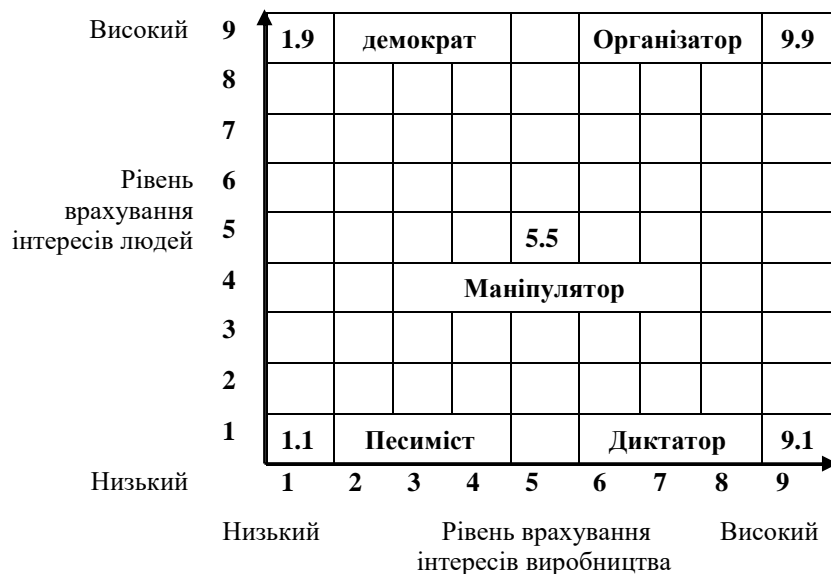 Високий 9 1.9 демократ Організатор 9.9
8
7
Рівень 6
врахування
інтересів людей 5 5.5
4 Маніпулятор
3
2
1 1.1 Песиміст Диктатор 9.1
Низький 1 2 3 4 5 6 7 8 9
Низький Рівень врахування Високий
інтересів виробництва